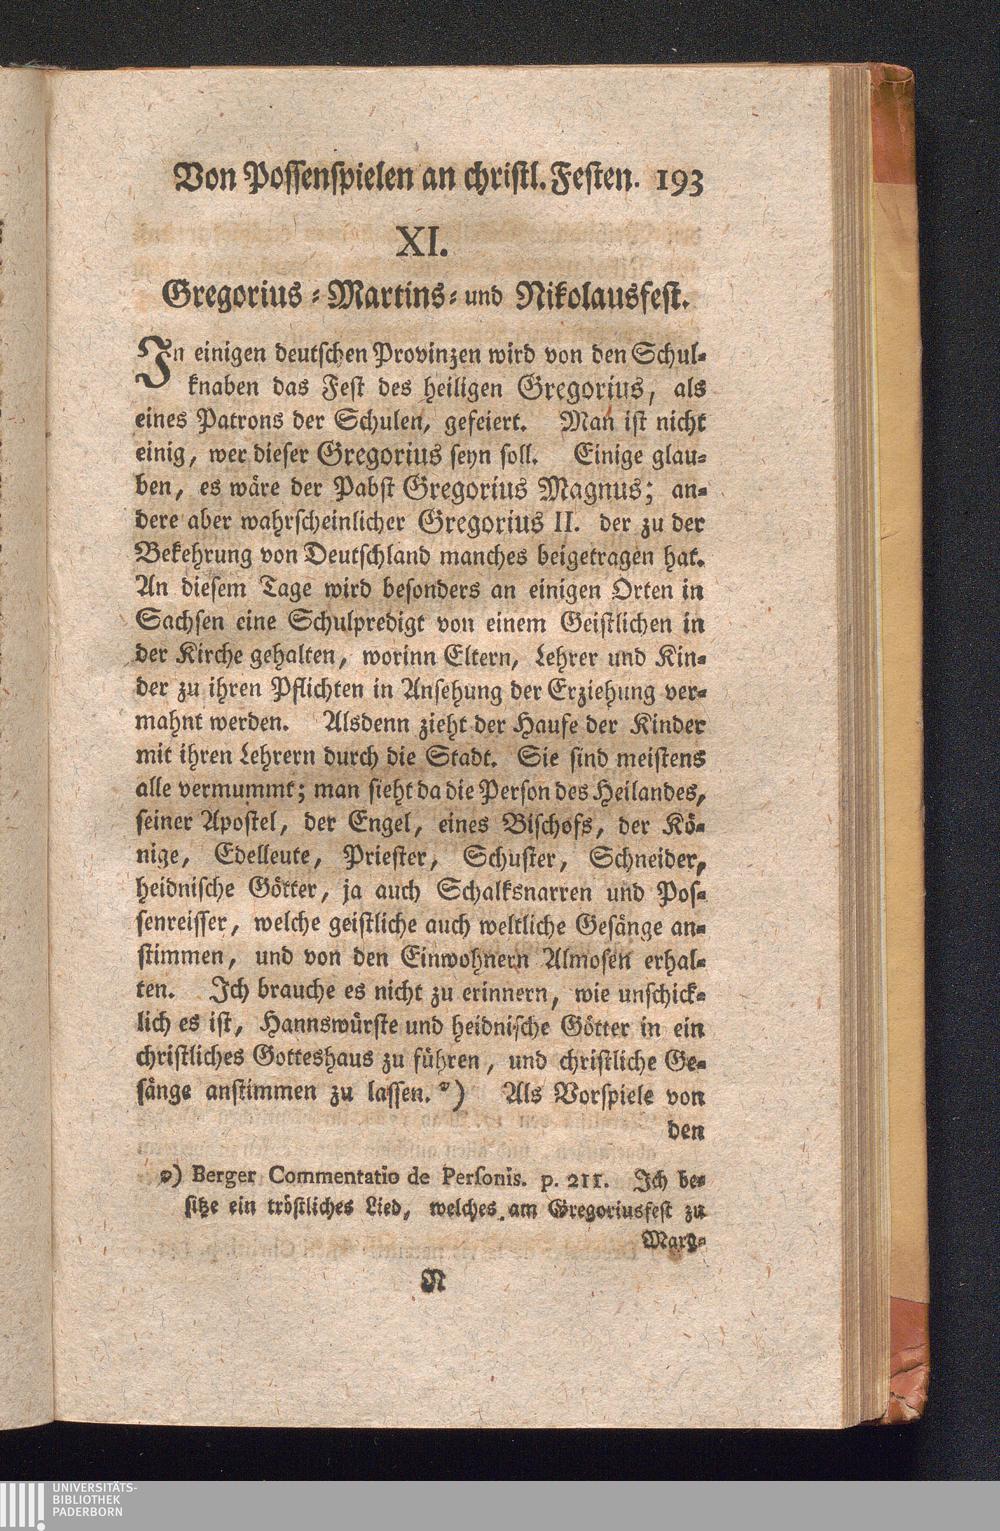 Von Possenspielen an christl. Festen. 193
XI.
Gregorius-Martins-und Nikolausfest.
In einigen deutschen Provinzen wird von den Schul-
knaben das Fest des heiligen Gregorius, als
eines Patrons der Schulen, gefeiert. Man ist nicht
einig, wer dieser Gregorius seyn soll. Einige glau-
ben, es wäre der Pabst Gregorius Magnus; an-
dere aber wahrscheinlicher Gregorius II. der zu der
Bekehrung von Deutschland manches beigetragen hat.
An diesem Tage wird besonders an einigen Orten in
Sachsen eine Schulpredigt von einem Geistlichen in
der Kirche gehalten, worinn Eltern, Lehrer und Kin-
der zu ihren Pflichten in Ansehung der Erziehung ver-
mahnt werden. Alsdenn zieht der Haufe der Kinder
mit ihren Lehrern durch die Stadt. Sie sind meistens
alle vermummt; man sieht da die Person des Heilandes,
seiner Apostel, der Engel, eines Bischofs, der Kö-
nige, Edelleute, Priester, Schuster, Schneider,
heidnische Götter, ja auch Schalksnarren und Pos-
senreisser, welche geistliche auch weltliche Gesänge an-
stimmen, und von den Einwohnern Almosen erhal-
ten. Ich brauche es nicht zu erinnern, wie unschick-
lich es ist, Hannswürste und heidnische Götter in ein
christliches Gotteshaus zu führen, und christliche Ge-
sänge anstimmen zu lassen. *) Als Vorspiele von
den
*) Berger Commentatio de Personis. p. 211. Ich be-
sitze ein tröstliches Lied, welches am Gregoriusfest zu
Marg-
N
UNIVERSITÄTS-
BIBLIOTHEK
PADERBORN